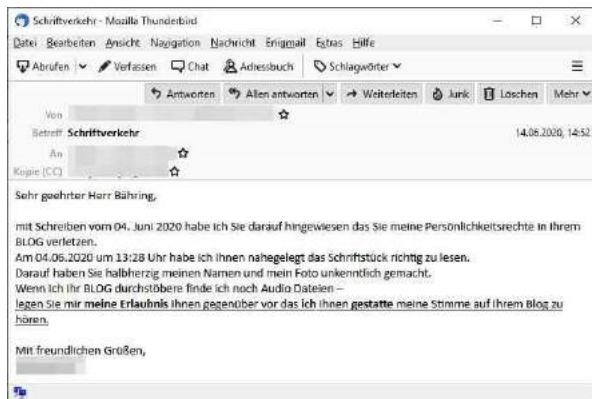 Schriftverkehr - Mozilla Thunderbird
Datei Bearbeiten Ansicht Navigation Nachricht Enigmail Extras Hilfe
Abrufen Verfassen Chat Adressbuch Schlagwörter
Antworten Allen antworten Weiterleiten Junk Löschen Mehr
Von
Betreff Schriftverkehr 14.06.2020, 14:52
An
Kopie (CC)
Sehr geehrter Herr Bähring,
mit Schreiben vom 04. Juni 2020 habe ich Sie darauf hingewiesen das Sie meine Persönlichkeitsrechte in Ihrem
BLOG verletzen.
Am 04.06.2020 um 13:28 Uhr habe ich Ihnen nahegelegt das Schriftstück richtig zu lesen.
Darauf haben Sie halbherzig meinen Namen und mein Foto unkenntlich gemacht.
Wenn ich Ihr BLOG durchstöbere finde ich noch Audio Dateien –
legen Sie mir meine Erlaubnis Ihnen gegenüber vor das ich Ihnen gestatte meine Stimme auf Ihrem Blog zu
hören.
Mit freundlichen Grüßen,